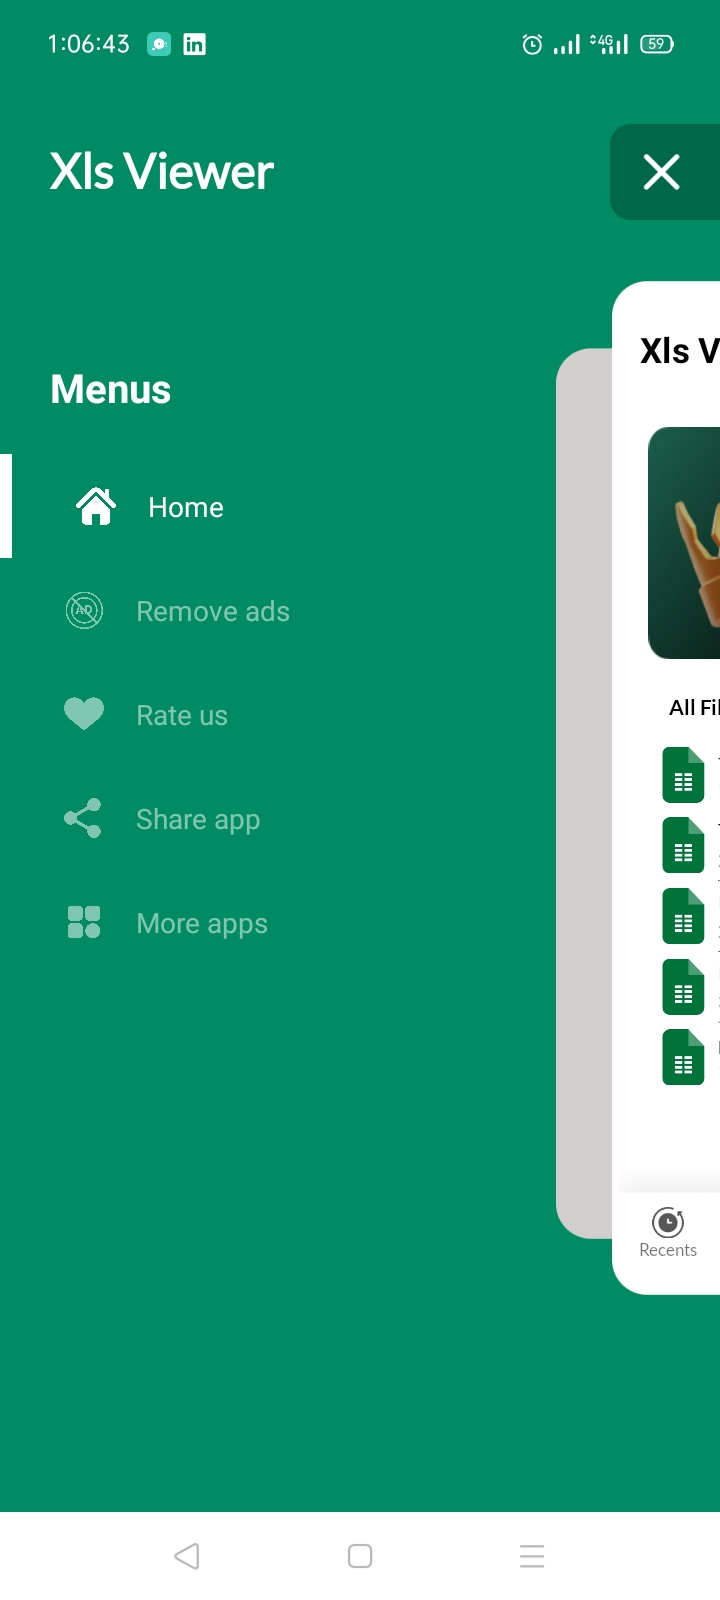 1:06:43
4G
59
Xls Viewer
Xls V
Menus
Home
AD
Remove ads
Rate us
All Fil
Share app
More apps
Recents